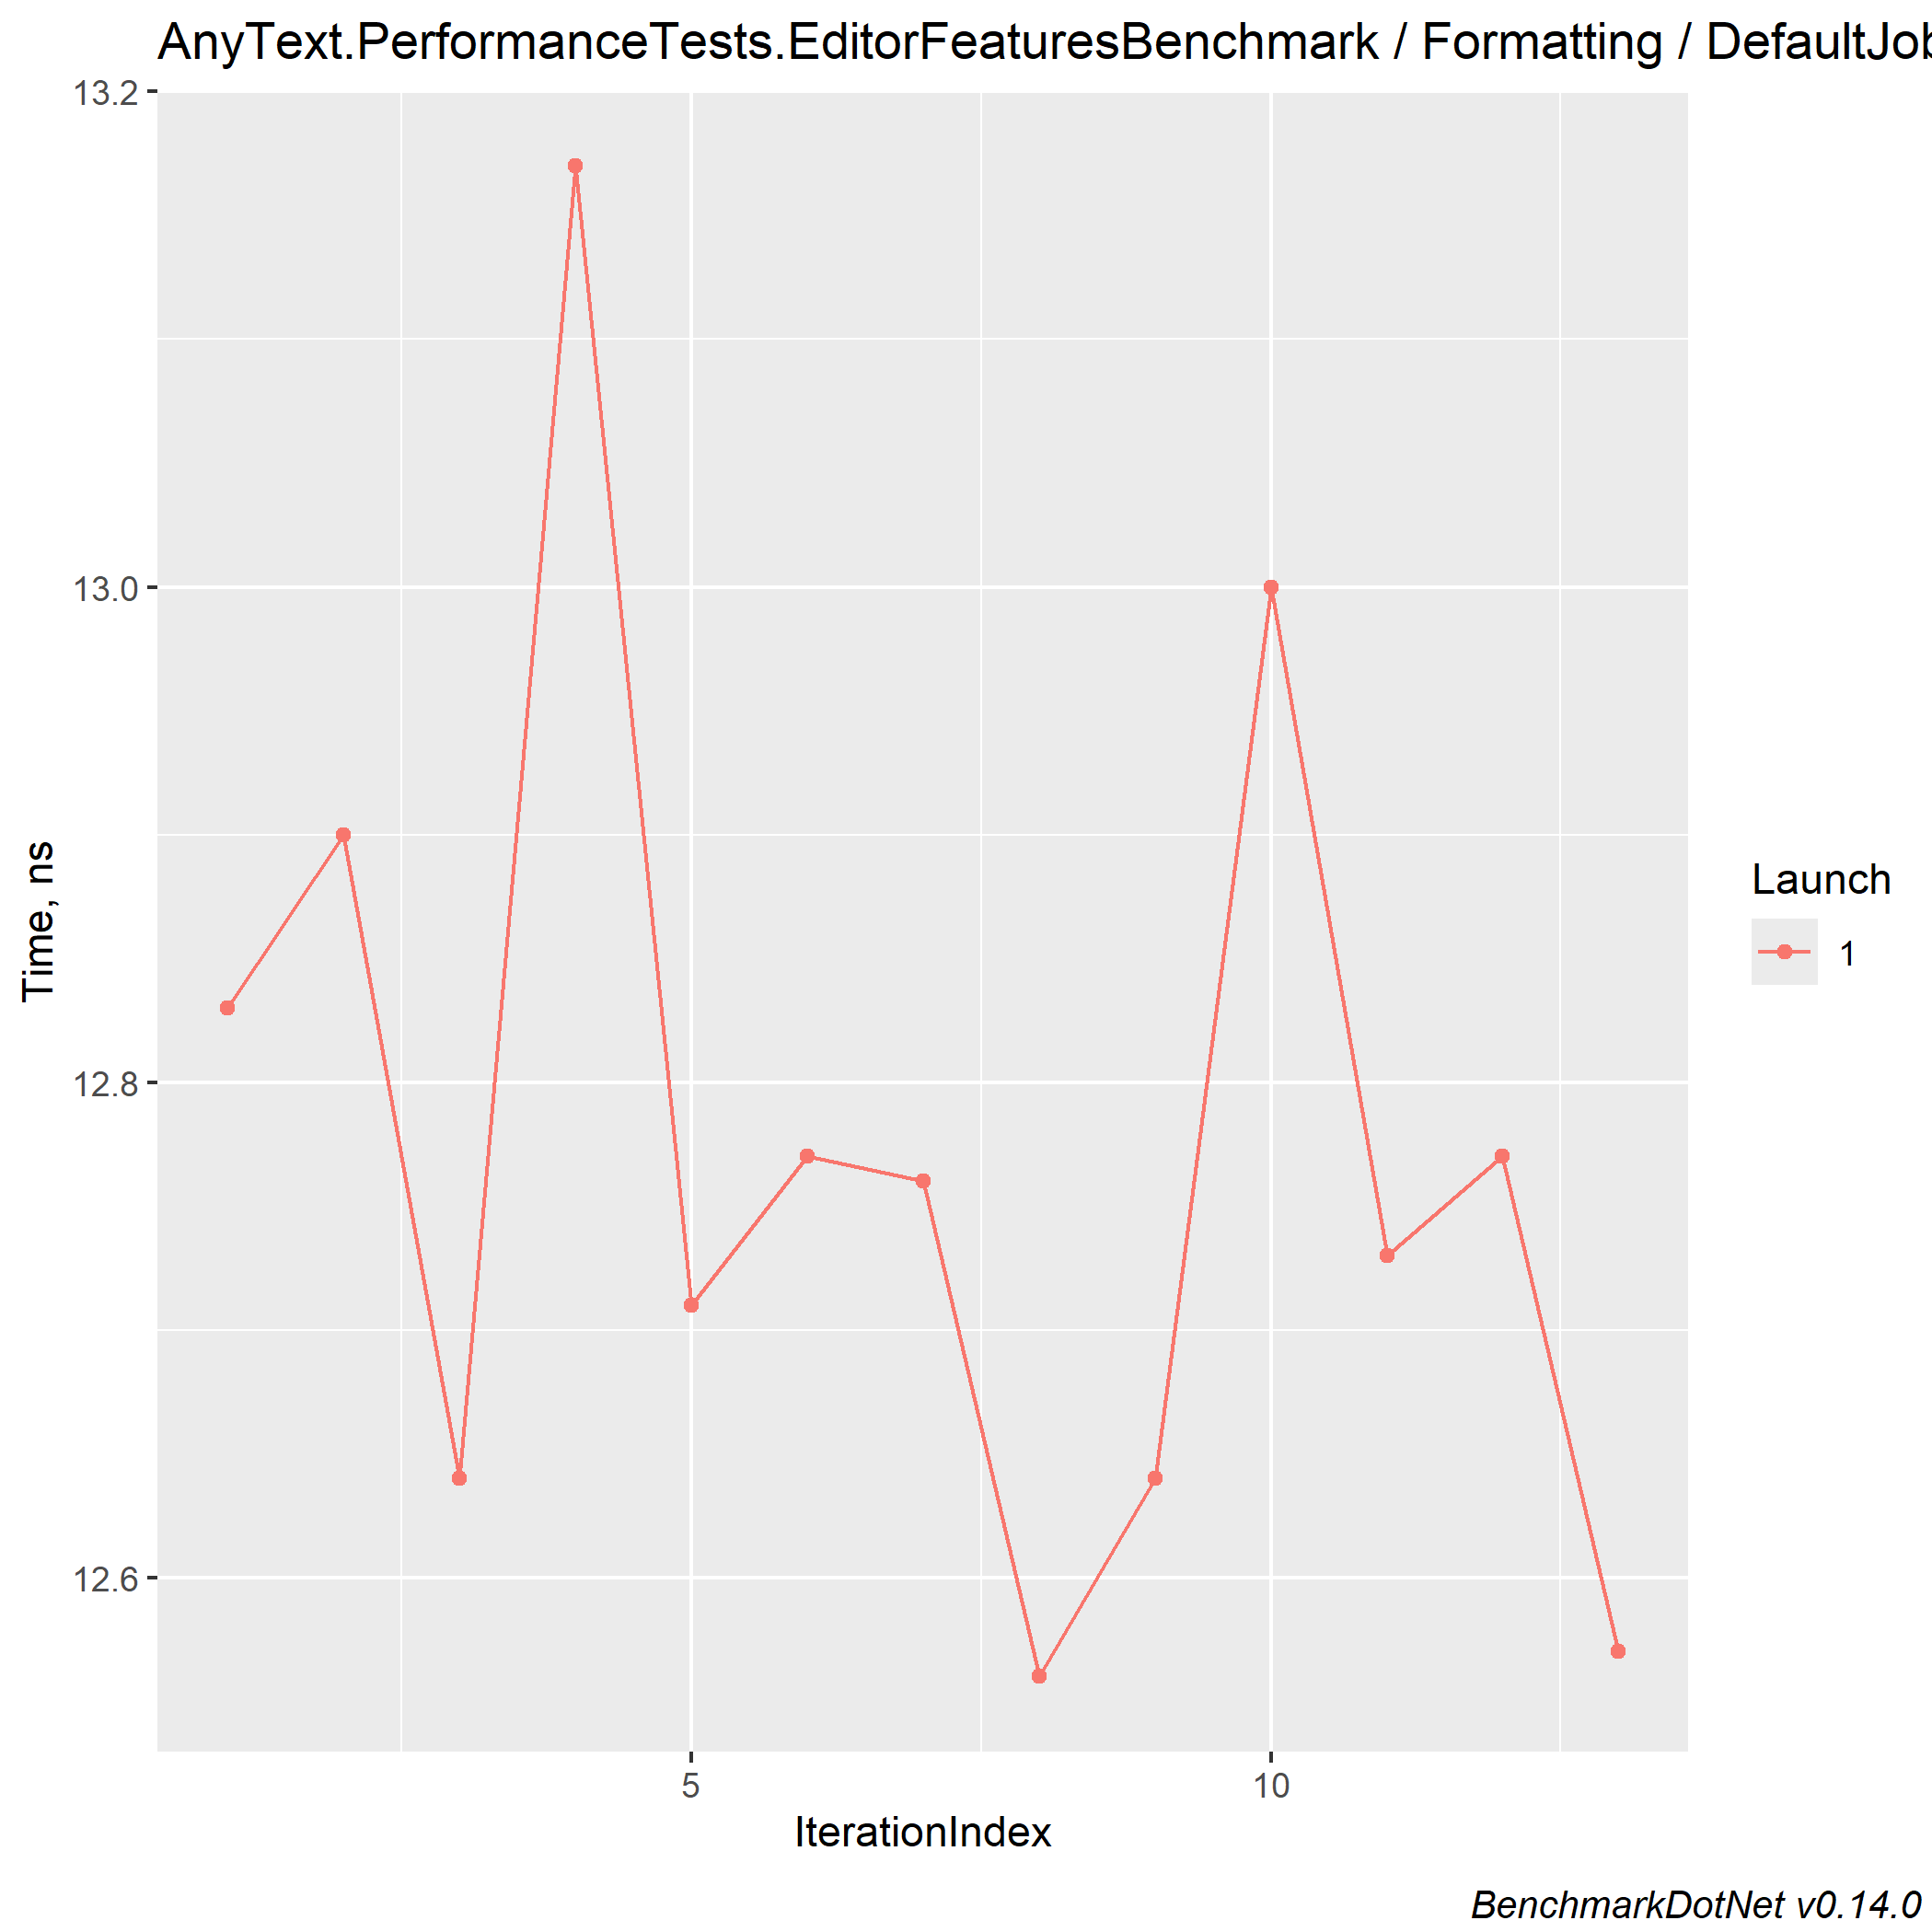 AnyText.PerformanceTests.EditorFeaturesBenchmark / Formatting / DefaultJob
13.2
13.0
12.8
12.6
Time, ns
5
10
IterationIndex
Launch
1
BenchmarkDotNet v0.14.0